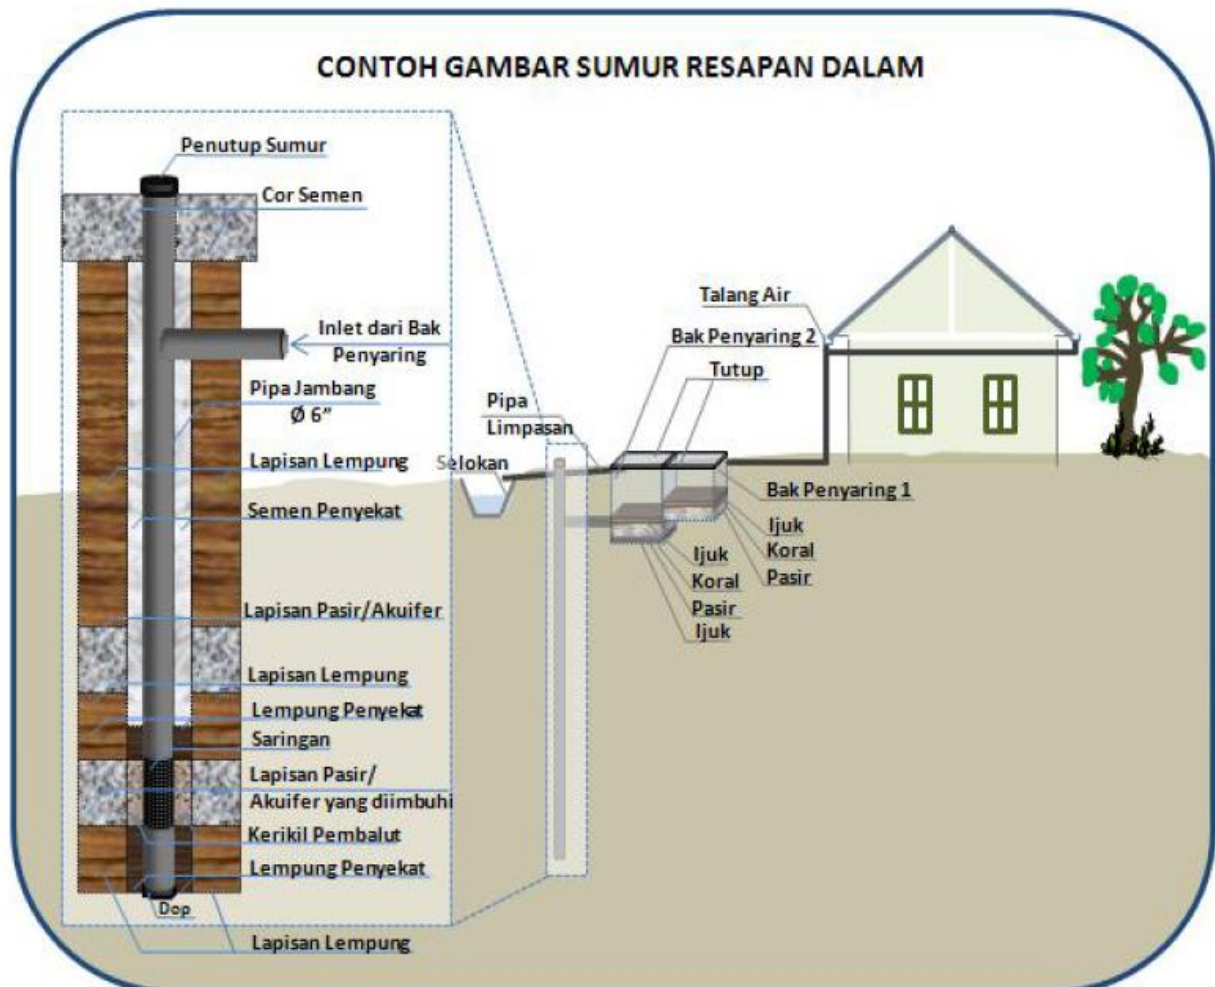 CONTOH GAMBAR SUMUR RESAPAN DALAM
Penutup Sumur
Cor Semen
Inlet dari Bak
Penyaring
Pipa Jambang
Ø 6"
Lapisan Lempung
Semen Penyekat
Lapisan Pasir/Akuifer
Lapisan Lempung
Lempung Penyekat
Saringan
Lapisan Pasir/
Akuifer yang diimbuhi
Kerikil Pembalut
Lempung Penyekat
Dop
Lapisan Lempung
Talang Air
Bak Penyaring 2
Tutup
Pipa
Limpasan
Selokan
Bak Penyaring 1
Ijuk
Koral
Pasir
Ijuk
Koral
Pasir
Ijuk